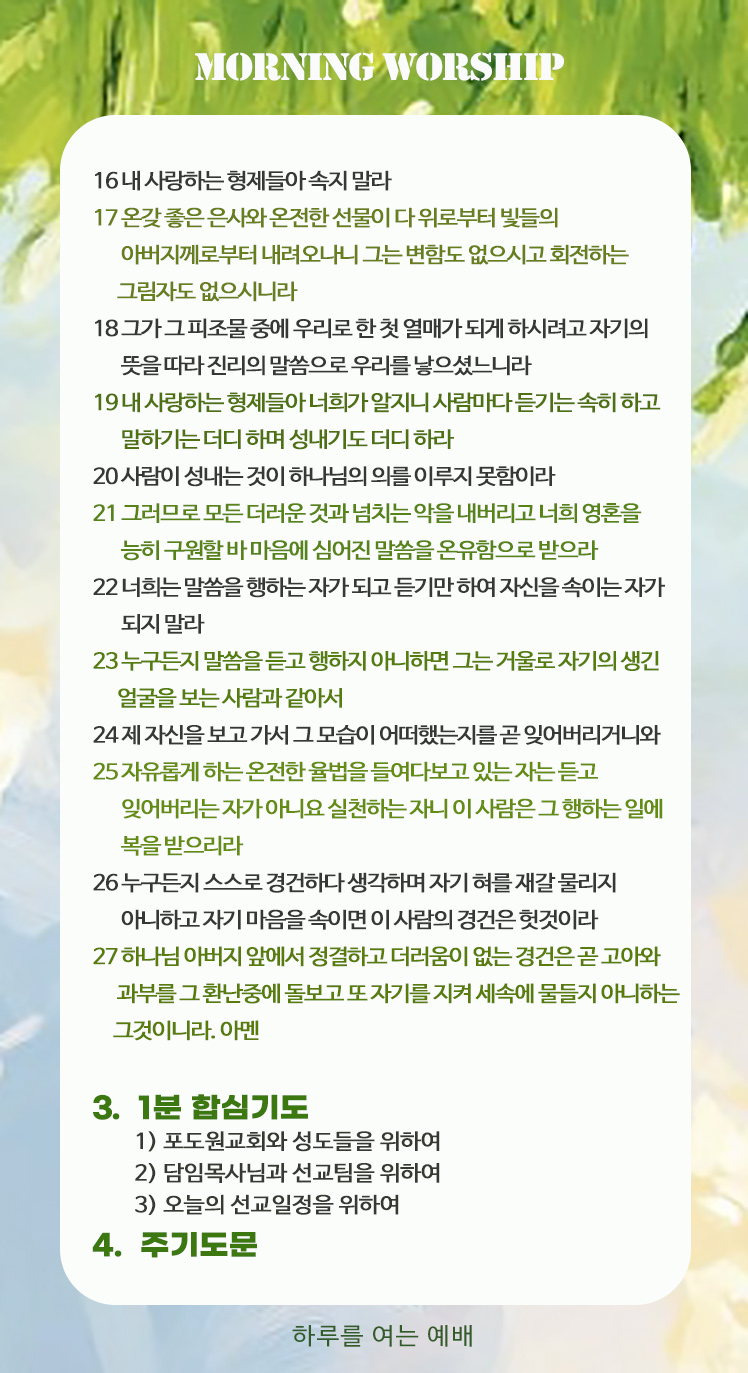 MORNING WORSHIP
16 내 사랑하는 형제들아 속지 말라
17 온갖 좋은 은사와 온전한 선물이 다 위로부터 빛들의
아버지께로부터 내려오나니 그는 변함도 없으시고 회전하는
그림자도 없으시니라
18 그가 그 피조물 중에 우리로 한 첫 열매가 되게 하시려고 자기의
뜻을 따라 진리의 말씀으로 우리를 낳으셨느니라
19 내 사랑하는 형제들아 너희가 알지니 사람마다 듣기는 속히 하고
말하기는 더디 하며 성내기도 더디 하라
20 사람이 성내는 것이 하나님의 의를 이루지 못함이라
21 그러므로 모든 더러운 것과 넘치는 악을 내버리고 너희 영혼을
능히 구원할 바 마음에 심어진 말씀을 온유함으로 받으라
22 너희는 말씀을 행하는 자가 되고 듣기만 하여 자신을 속이는 자가
되지 말라
23 누구든지 말씀을 듣고 행하지 아니하면 그는 거울로 자기의 생긴
얼굴을 보는 사람과 같아서
24 제 자신을 보고 가서 그 모습이 어떠했는지를 곧 잊어버리거니와
25 자유롭게 하는 온전한 율법을 들여다보고 있는 자는 듣고
잊어버리는 자가 아니요 실천하는 자니 이 사람은 그 행하는 일에
복을 받으리라
26 누구든지 스스로 경건하다 생각하며 자기 혀를 재갈 물리지
아니하고 자기 마음을 속이면 이 사람의 경건은 헛것이라
27 하나님 아버지 앞에서 정결하고 더러움이 없는 경건은 곧 고아와
과부를 그 환난중에 돌보고 또 자기를 지켜 세속에 물들지 아니하는
그것이니라. 아멘
3. 1분 합심기도
1) 포도원교회와 성도들을 위하여
2) 담임목사님과 선교팀을 위하여
3) 오늘의 선교일정을 위하여
4. 주기도문
하루를 여는 예배